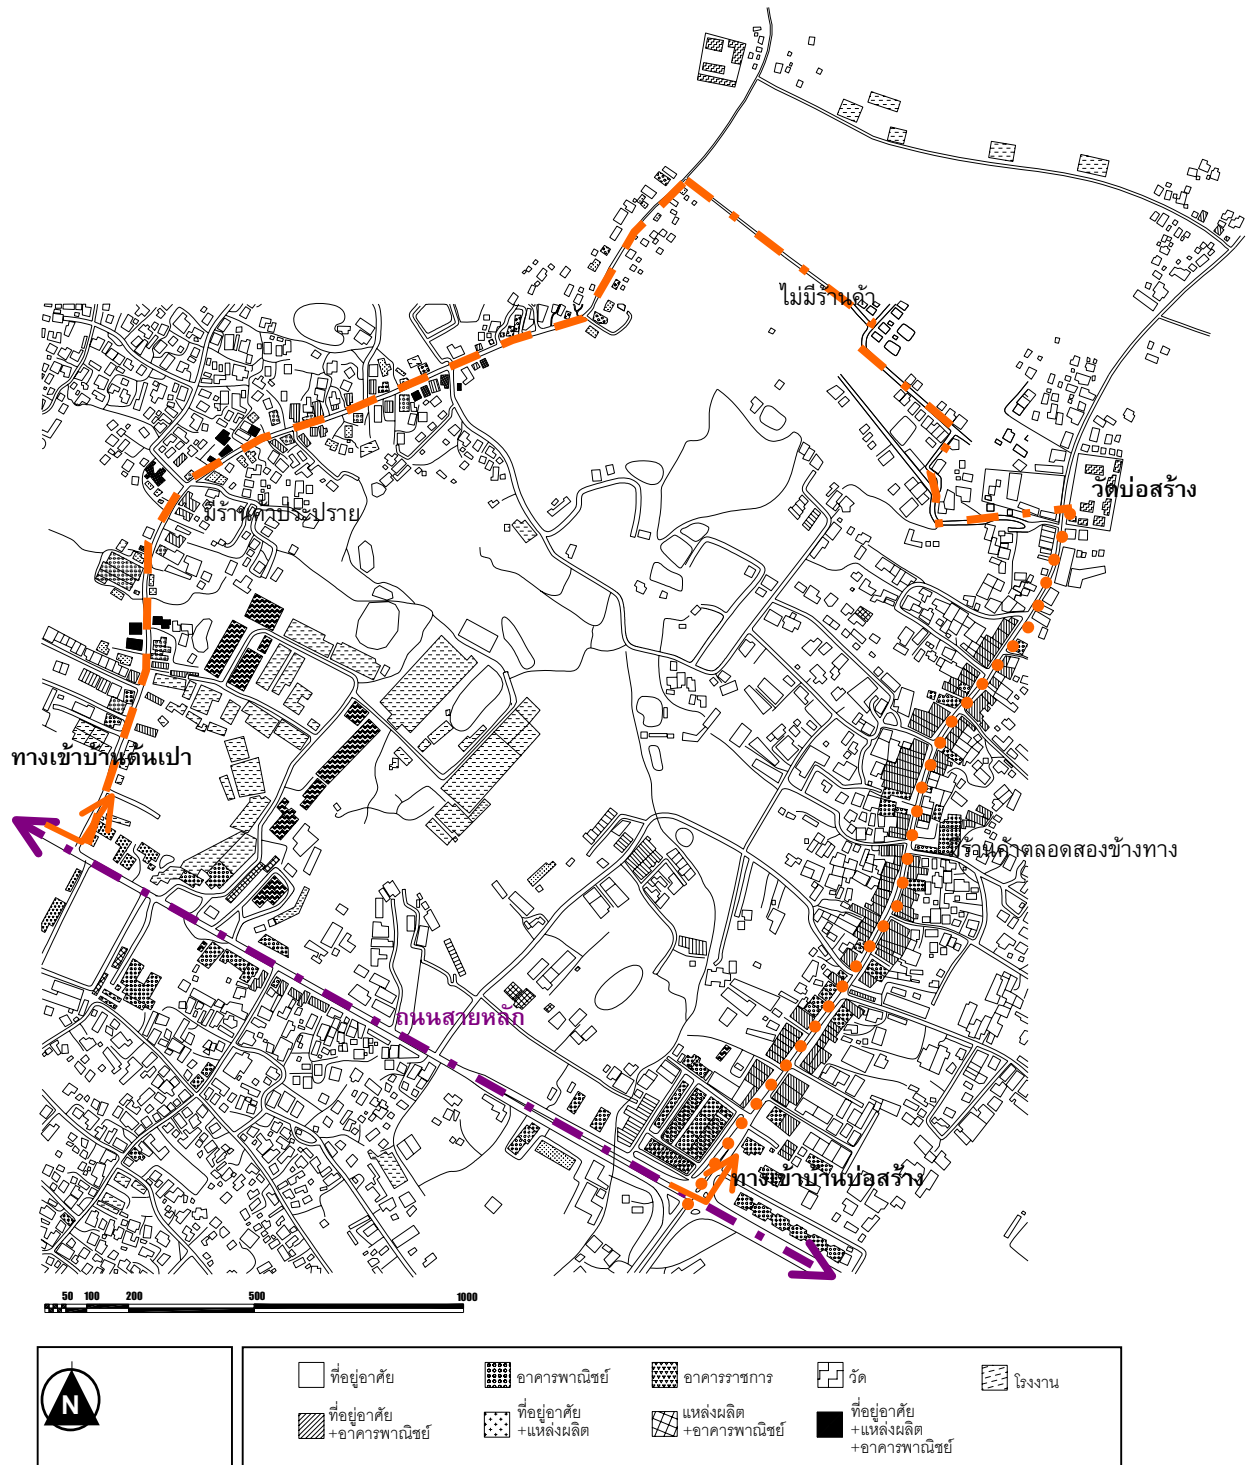 ไม่มีร้านค้า
วัดบ่อสร้าง
มีร้านค้าประปราย
ทางเข้าบ้านต้นเปา
มีร้านค้าตลอดสองข้างทาง
ถนนสายหลัก
ทางเข้าบ้านบ่อสร้าง
50 100 200 500 1000
N
ที่อยู่อาศัย
อาคารพาณิชย์
อาคารราชการ
วัด
โรงงาน
ที่อยู่อาศัย
+อาคารพาณิชย์
ที่อยู่อาศัย
+แหล่งผลิต
แหล่งผลิต
+อาคารพาณิชย์
ที่อยู่อาศัย
+แหล่งผลิต
+อาคารพาณิชย์